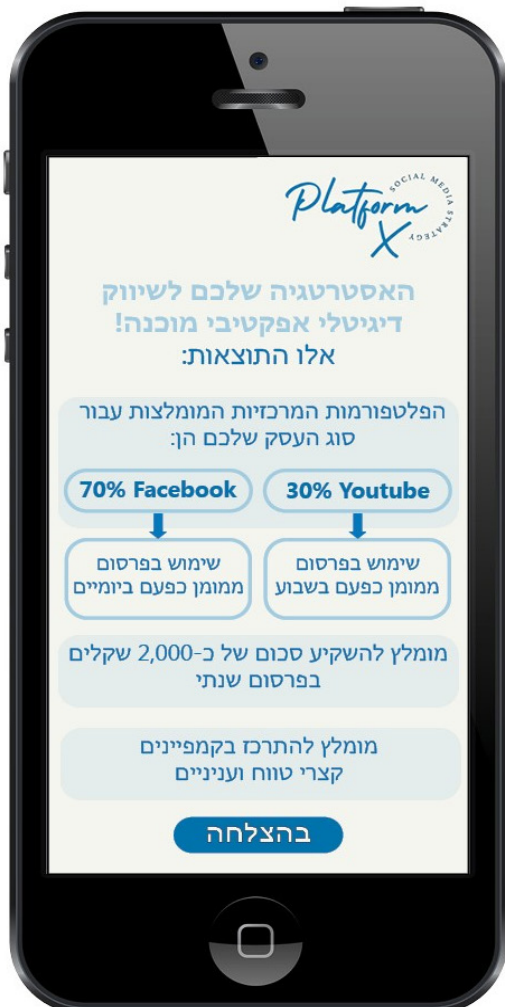 Platform
X
SOCIAL MEDIA STRATEGY
האסטרטגיה שלכם לשיווק
דיגיטלי אפקטיבי מוכנה!
אלו התוצאות:
הפלטפורמות המרכזיות המומלצות עבור
סוג העסק שלכם הן:
30% Youtube
70% Facebook
שימוש בפרסום
ממומן כפעם בשבוע
שימוש בפרסום
ממומן כפעם ביומיים
מומלץ להשקיע סכום של כ-2,000 שקלים
בפרסום שנתי
מומלץ להתרכז בקמפיינים
קצרי טווח ועניניים
בהצלחה